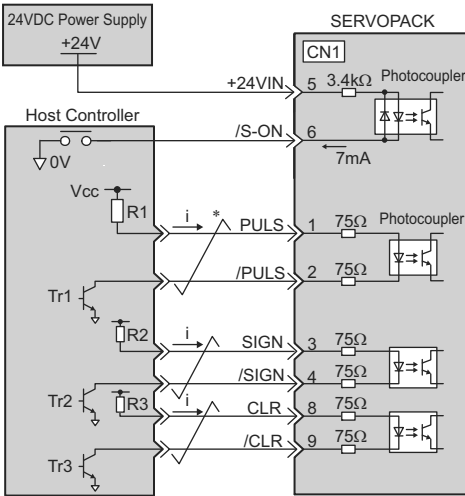 24VDC Power Supply
+24V
SERVOPACK
CN1
+24VIN
5
3.4kΩ
Photocoupler
Host Controller
/S-ON
6
0V
7mA
Vcc
R1
i
*
PULS
1
75Ω
Photocoupler
Tr1
/PULS
2
75Ω
R2
i
SIGN
3
75Ω
Tr2
/SIGN
4
75Ω
R3
i
CLR
8
75Ω
Tr3
/CLR
9
75Ω